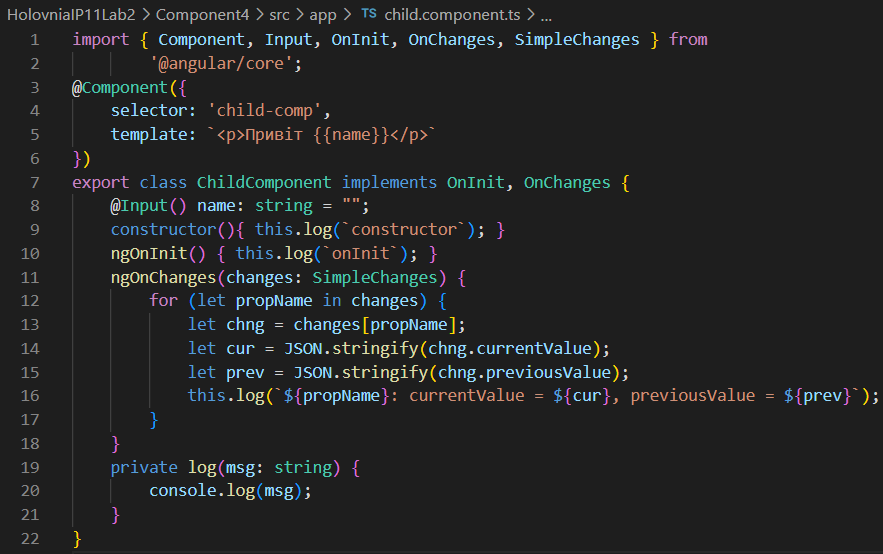 HolovniaIP11Lab2 > Component4 > src > app > TS child.component.ts > ...
1 import { Component, Input, OnInit, OnChanges, SimpleChanges } from
2         '@angular/core';
3 @Component({
4     selector: 'child-comp',
5     template: `<p>Привіт {{name}}</p>`
6 })
7 export class ChildComponent implements OnInit, OnChanges {
8     @Input() name: string = "";
9     constructor(){ this.log(`constructor`); }
10     ngOnInit() { this.log(`onInit`); }
11     ngOnChanges(changes: SimpleChanges) {
12         for (let propName in changes) {
13             let chng = changes[propName];
14             let cur = JSON.stringify(chng.currentValue);
15             let prev = JSON.stringify(chng.previousValue);
16             this.log(`${propName}: currentValue = ${cur}, previousValue = ${prev}`);
17         }
18     }
19     private log(msg: string) {
20         console.log(msg);
21     }
22 }